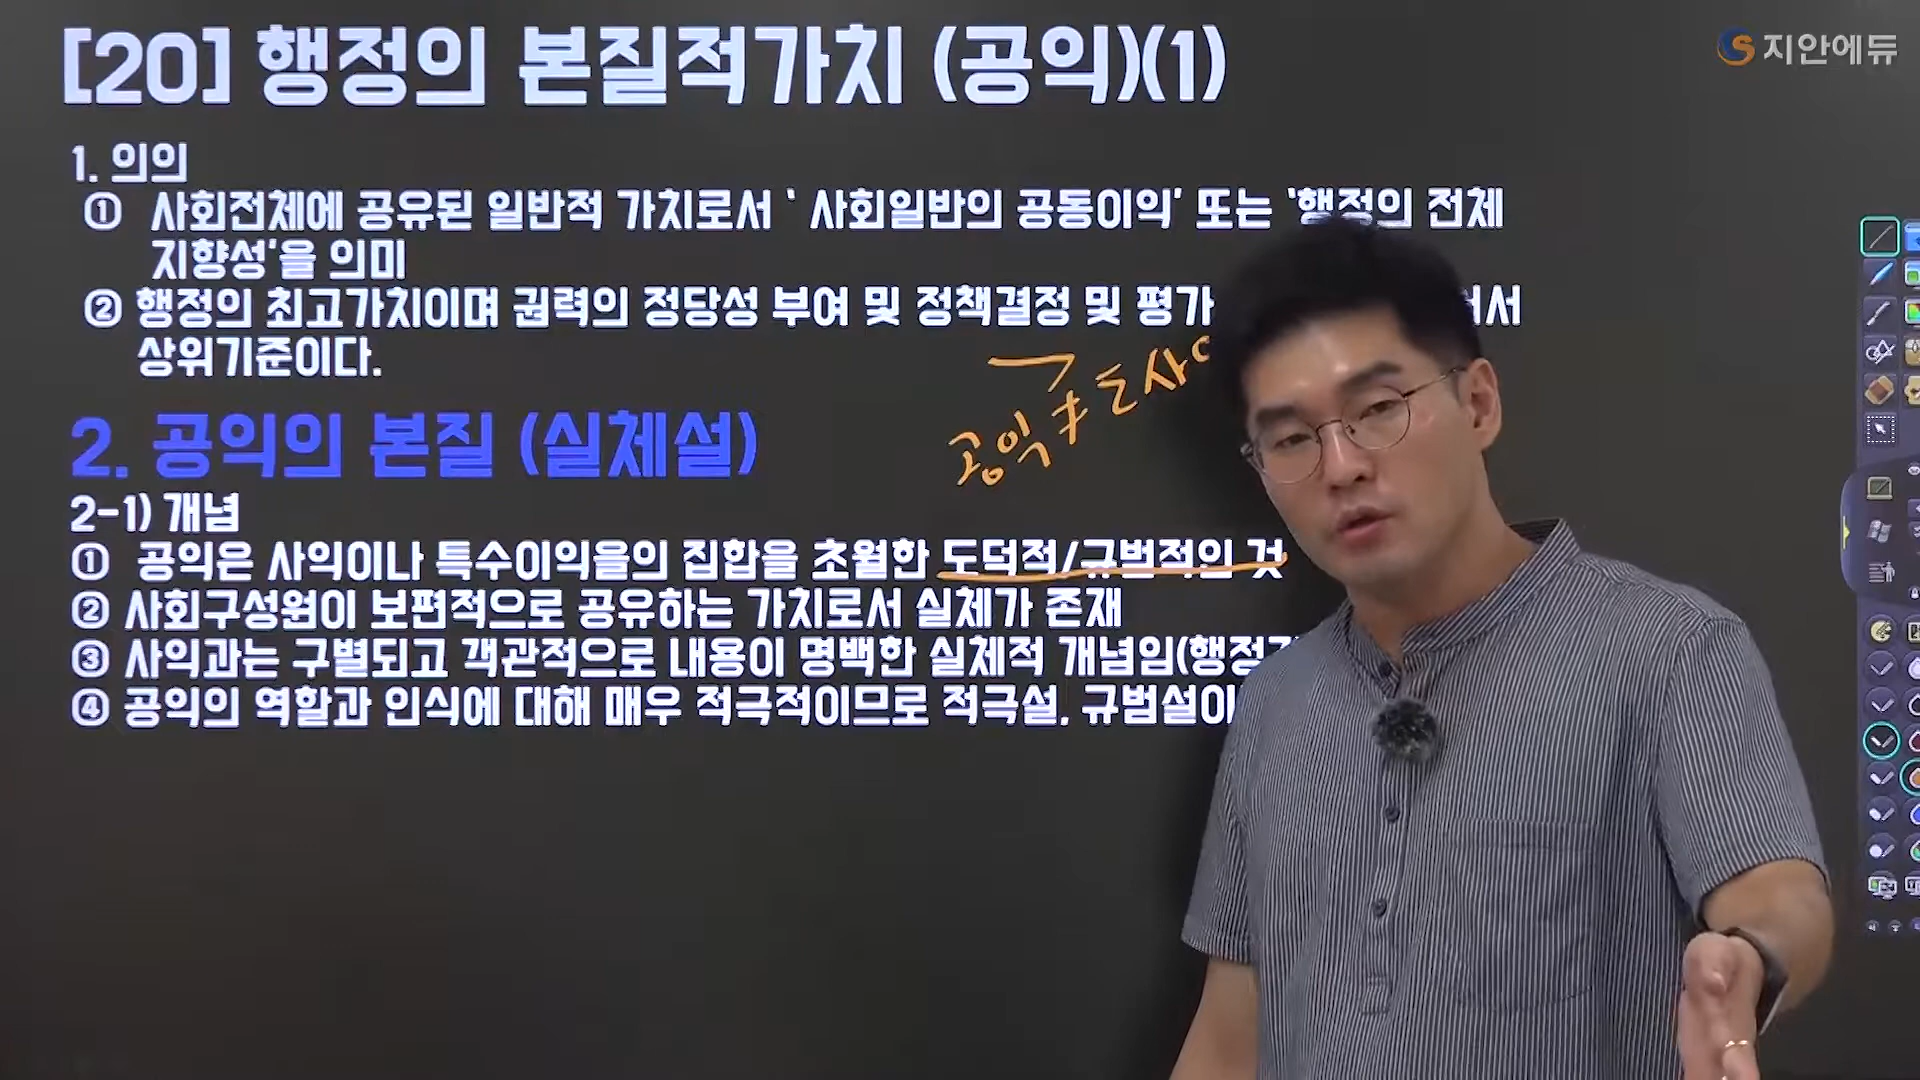 [20] 행정의 본질적가치 (공익)(1)
지안에듀
1. 의의
① 사회전체에 공유된 일반적 가치로서 ‘ 사회일반의 공동이익’ 또는 ‘행정의 전체
지향성’을 의미
② 행정의 최고가치이며 권력의 정당성 부여 및 정책결정 및 평가
상위기준이다.
공익 ≠ Σ 사
2. 공익의 본질 (실체설)
2-1) 개념
① 공익은 사익이나 특수이익들의 집합을 초월한 도덕적/규범적인 것
② 사회구성원이 보편적으로 공유하는 가치로서 실체가 존재
③ 사익과는 구별되고 객관적으로 내용이 명백한 실체적 개념임(행정
④ 공익의 역할과 인식에 대해 매우 적극적이므로 적극설, 규범설이